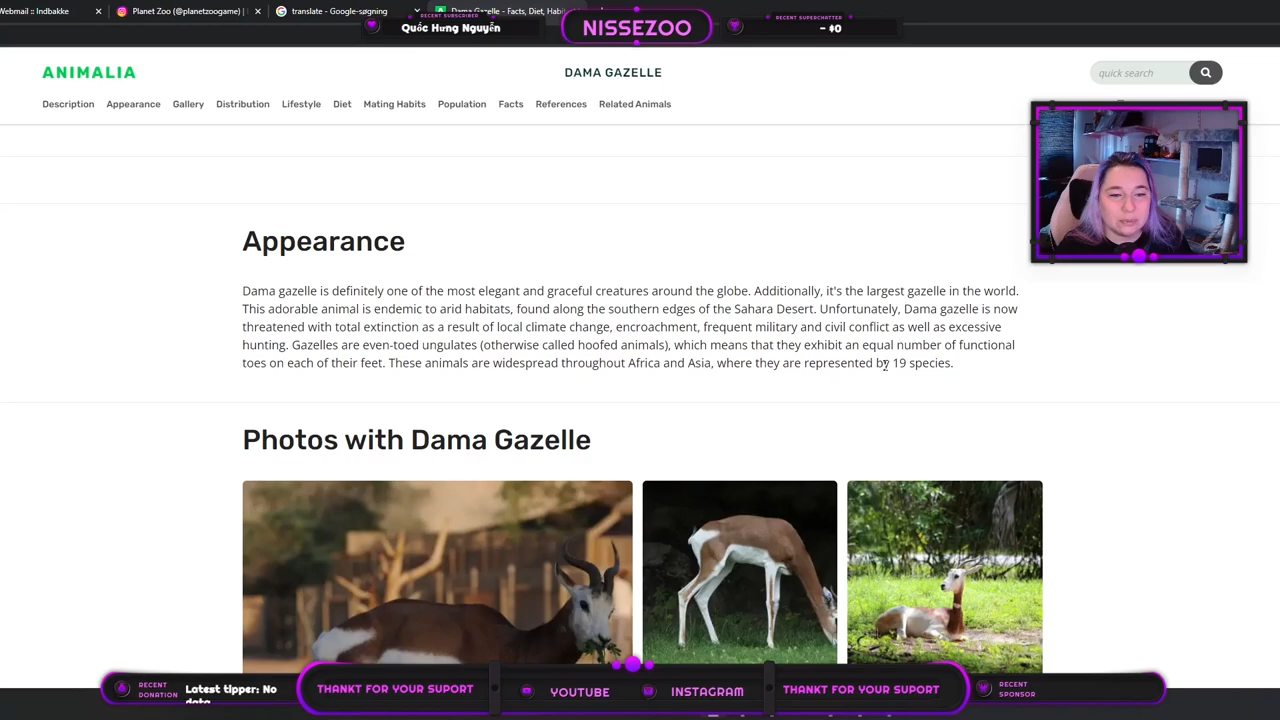 Webmail :: Indbakke
Planet Zoo (@planetzoogame)
translate - Google-søgning
Dama Gazelle - Facts, Diet, Habi
RECENT SUBSCRIBER
Quốc Hưng Nguyễn
NISSEZOO
RECENT SUPERCHATTER
- $0
ANIMALIA
DAMA GAZELLE
quick search
Description Appearance Gallery Distribution Lifestyle Diet Mating Habits Population Facts References Related Animals
Appearance
Dama gazelle is definitely one of the most elegant and graceful creatures around the globe. Additionally, it's the largest gazelle in the world.
This adorable animal is endemic to arid habitats, found along the southern edges of the Sahara Desert. Unfortunately, Dama gazelle is now
threatened with total extinction as a result of local climate change, encroachment, frequent military and civil conflict as well as excessive
hunting. Gazelles are even-toed ungulates (otherwise called hoofed animals), which means that they exhibit an equal number of functional
toes on each of their feet. These animals are widespread throughout Africa and Asia, where they are represented by 19 species.
Photos with Dama Gazelle
RECENT
DONATION
Latest tipper: No
data
THANKT FOR YOUR SUPORT
YOUTUBE
INSTAGRAM
THANKT FOR YOUR SUPORT
RECENT
SPONSOR